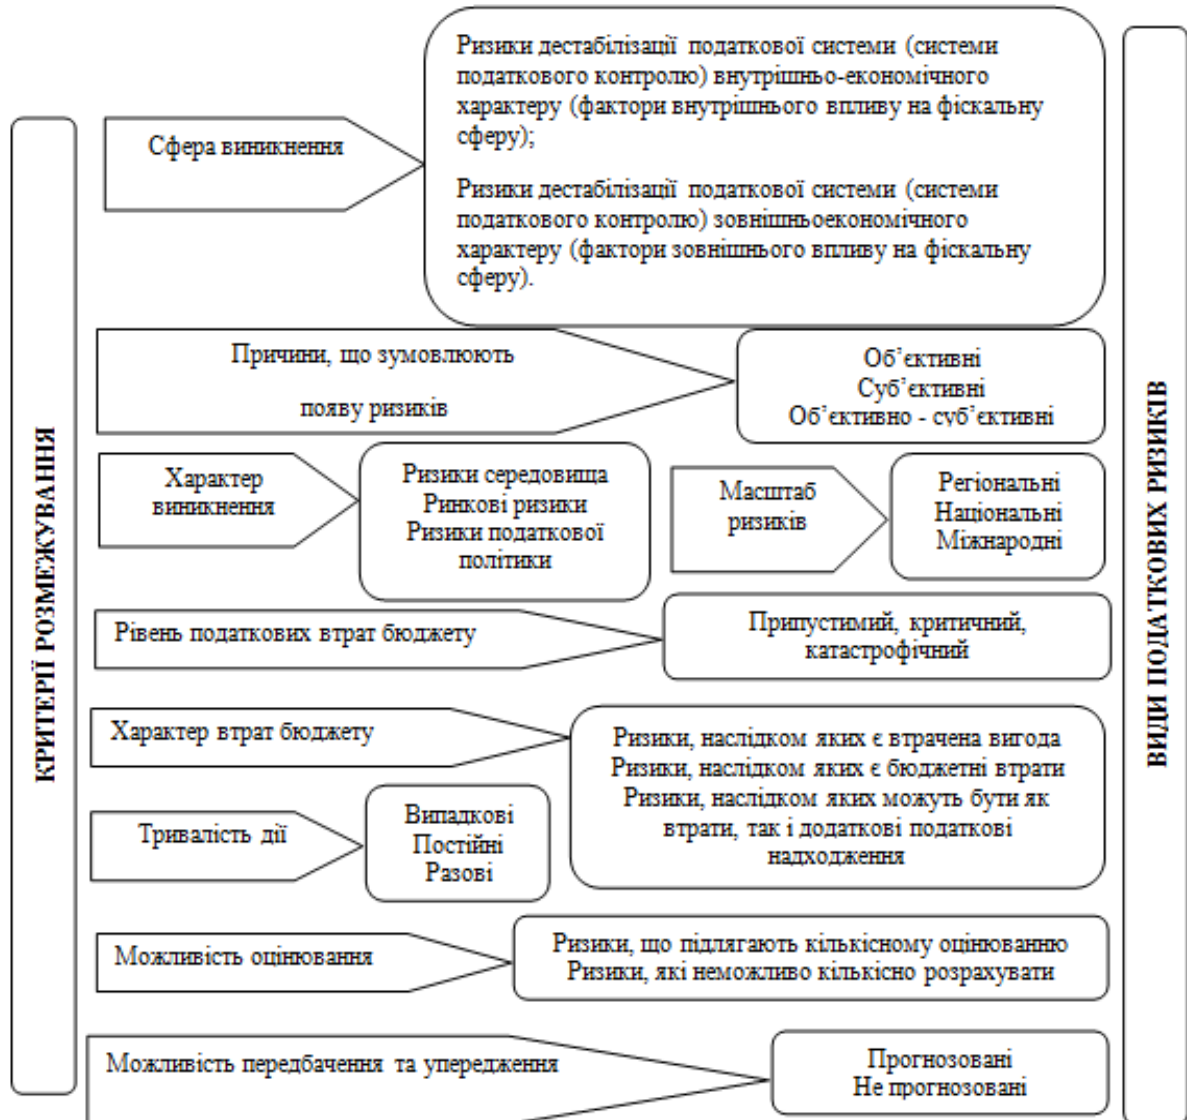 КРИТЕРІЇ РОЗМЕЖУВАННЯ
Сфера виникнення
Ризики дестабілізації податкової системи (системи
податкового контролю) внутрішньо-економічного
характеру (фактори внутрішнього впливу на фіскальну
сферу);
Ризики дестабілізації податкової системи (системи
податкового контролю) зовнішньоекономічного
характеру (фактори зовнішнього впливу на фіскальну
сферу).
Причини, що зумовлюють
появу ризиків
Об’єктивні
Суб’єктивні
Об’єктивно - суб’єктивні
Характер
виникнення
Ризики середовища
Ринкові ризики
Ризики податкової
політики
Масштаб
ризиків
Регіональні
Національні
Міжнародні
Рівень податкових втрат бюджету
Припустимий, критичний,
катастрофічний
Характер втрат бюджету
Ризики, наслідком яких є втрачена вигода
Ризики, наслідком яких є бюджетні втрати
Ризики, наслідком яких можуть бути як
втрати, так і додаткові податкові
надходження
Тривалість дії
Випадкові
Постійні
Разові
Можливість оцінювання
Ризики, що підлягають кількісному оцінюванню
Ризики, які неможливо кількісно розрахувати
Можливість передбачення та упередження
Прогнозовані
Не прогнозовані
ВИДИ ПОДАТКОВИХ РИЗИКІВ